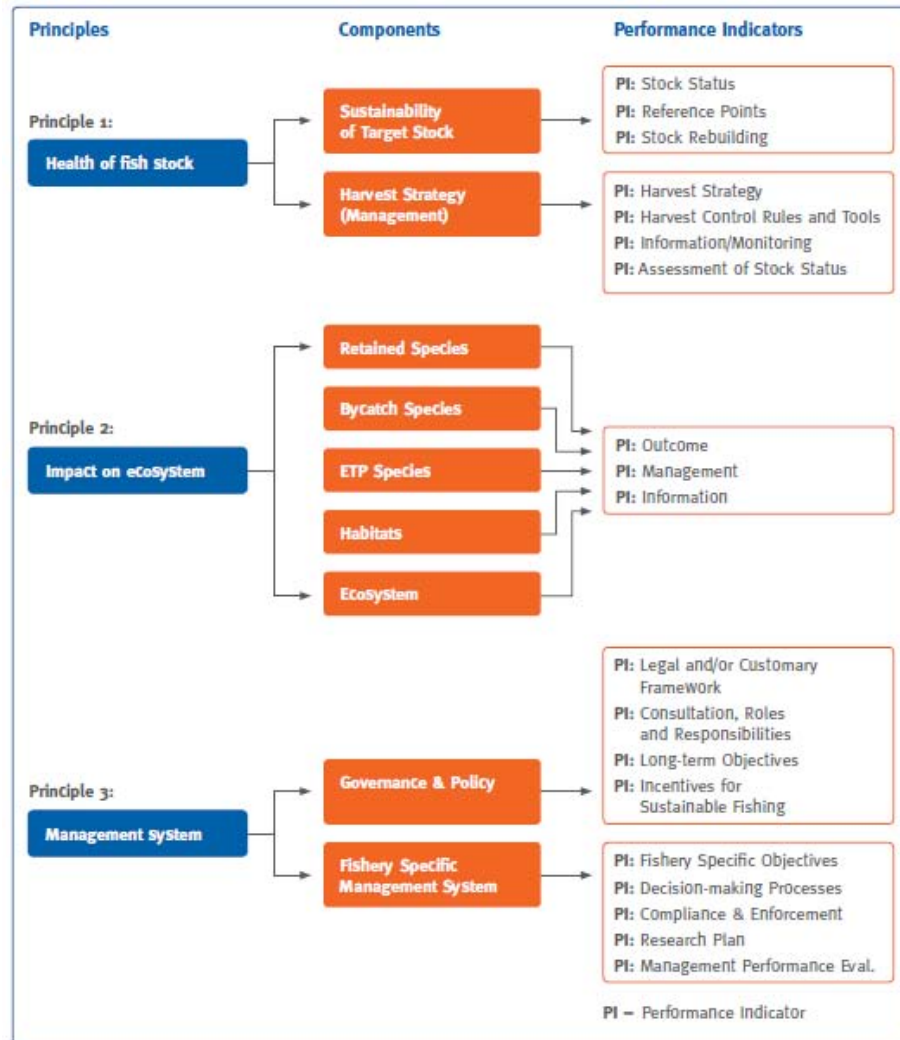 Principles
Components
Performance Indicators
Principle 1:
Health of fish stock
Sustainability
of Target Stock
PI: Stock Status
PI: Reference Points
PI: Stock Rebuilding
Harvest Strategy
(Management)
PI: Harvest Strategy
PI: Harvest Control Rules and Tools
PI: Information/Monitoring
PI: Assessment of Stock Status
Principle 2:
Impact on ecosystem
Retained Species
Bycatch Species
ETP Species
Habitats
Ecosystem
PI: Outcome
PI: Management
PI: Information
Principle 3:
Management system
Governance & Policy
PI: Legal and/or Customary
Framework
PI: Consultation, Roles
and Responsibilities
PI: Long-term Objectives
PI: Incentives for
Sustainable Fishing
Fishery Specific
Management System
PI: Fishery Specific Objectives
PI: Decision-making Processes
PI: Compliance & Enforcement
PI: Research Plan
PI: Management Performance Eval.
PI – Performance Indicator